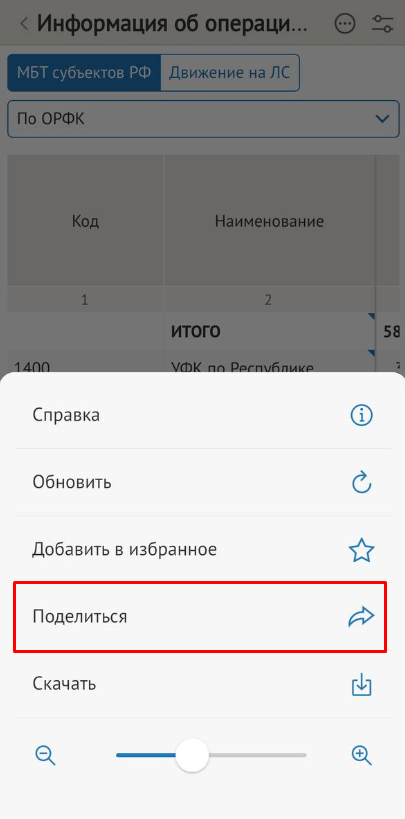 Информация об операци...
МБТ субъектов РФ Движение на ЛС
По ОРФК
Код Наименование
1 2
ИТОГО 58
1400 УФК по Республике
Справка
Обновить
Добавить в избранное
Поделиться
Скачать